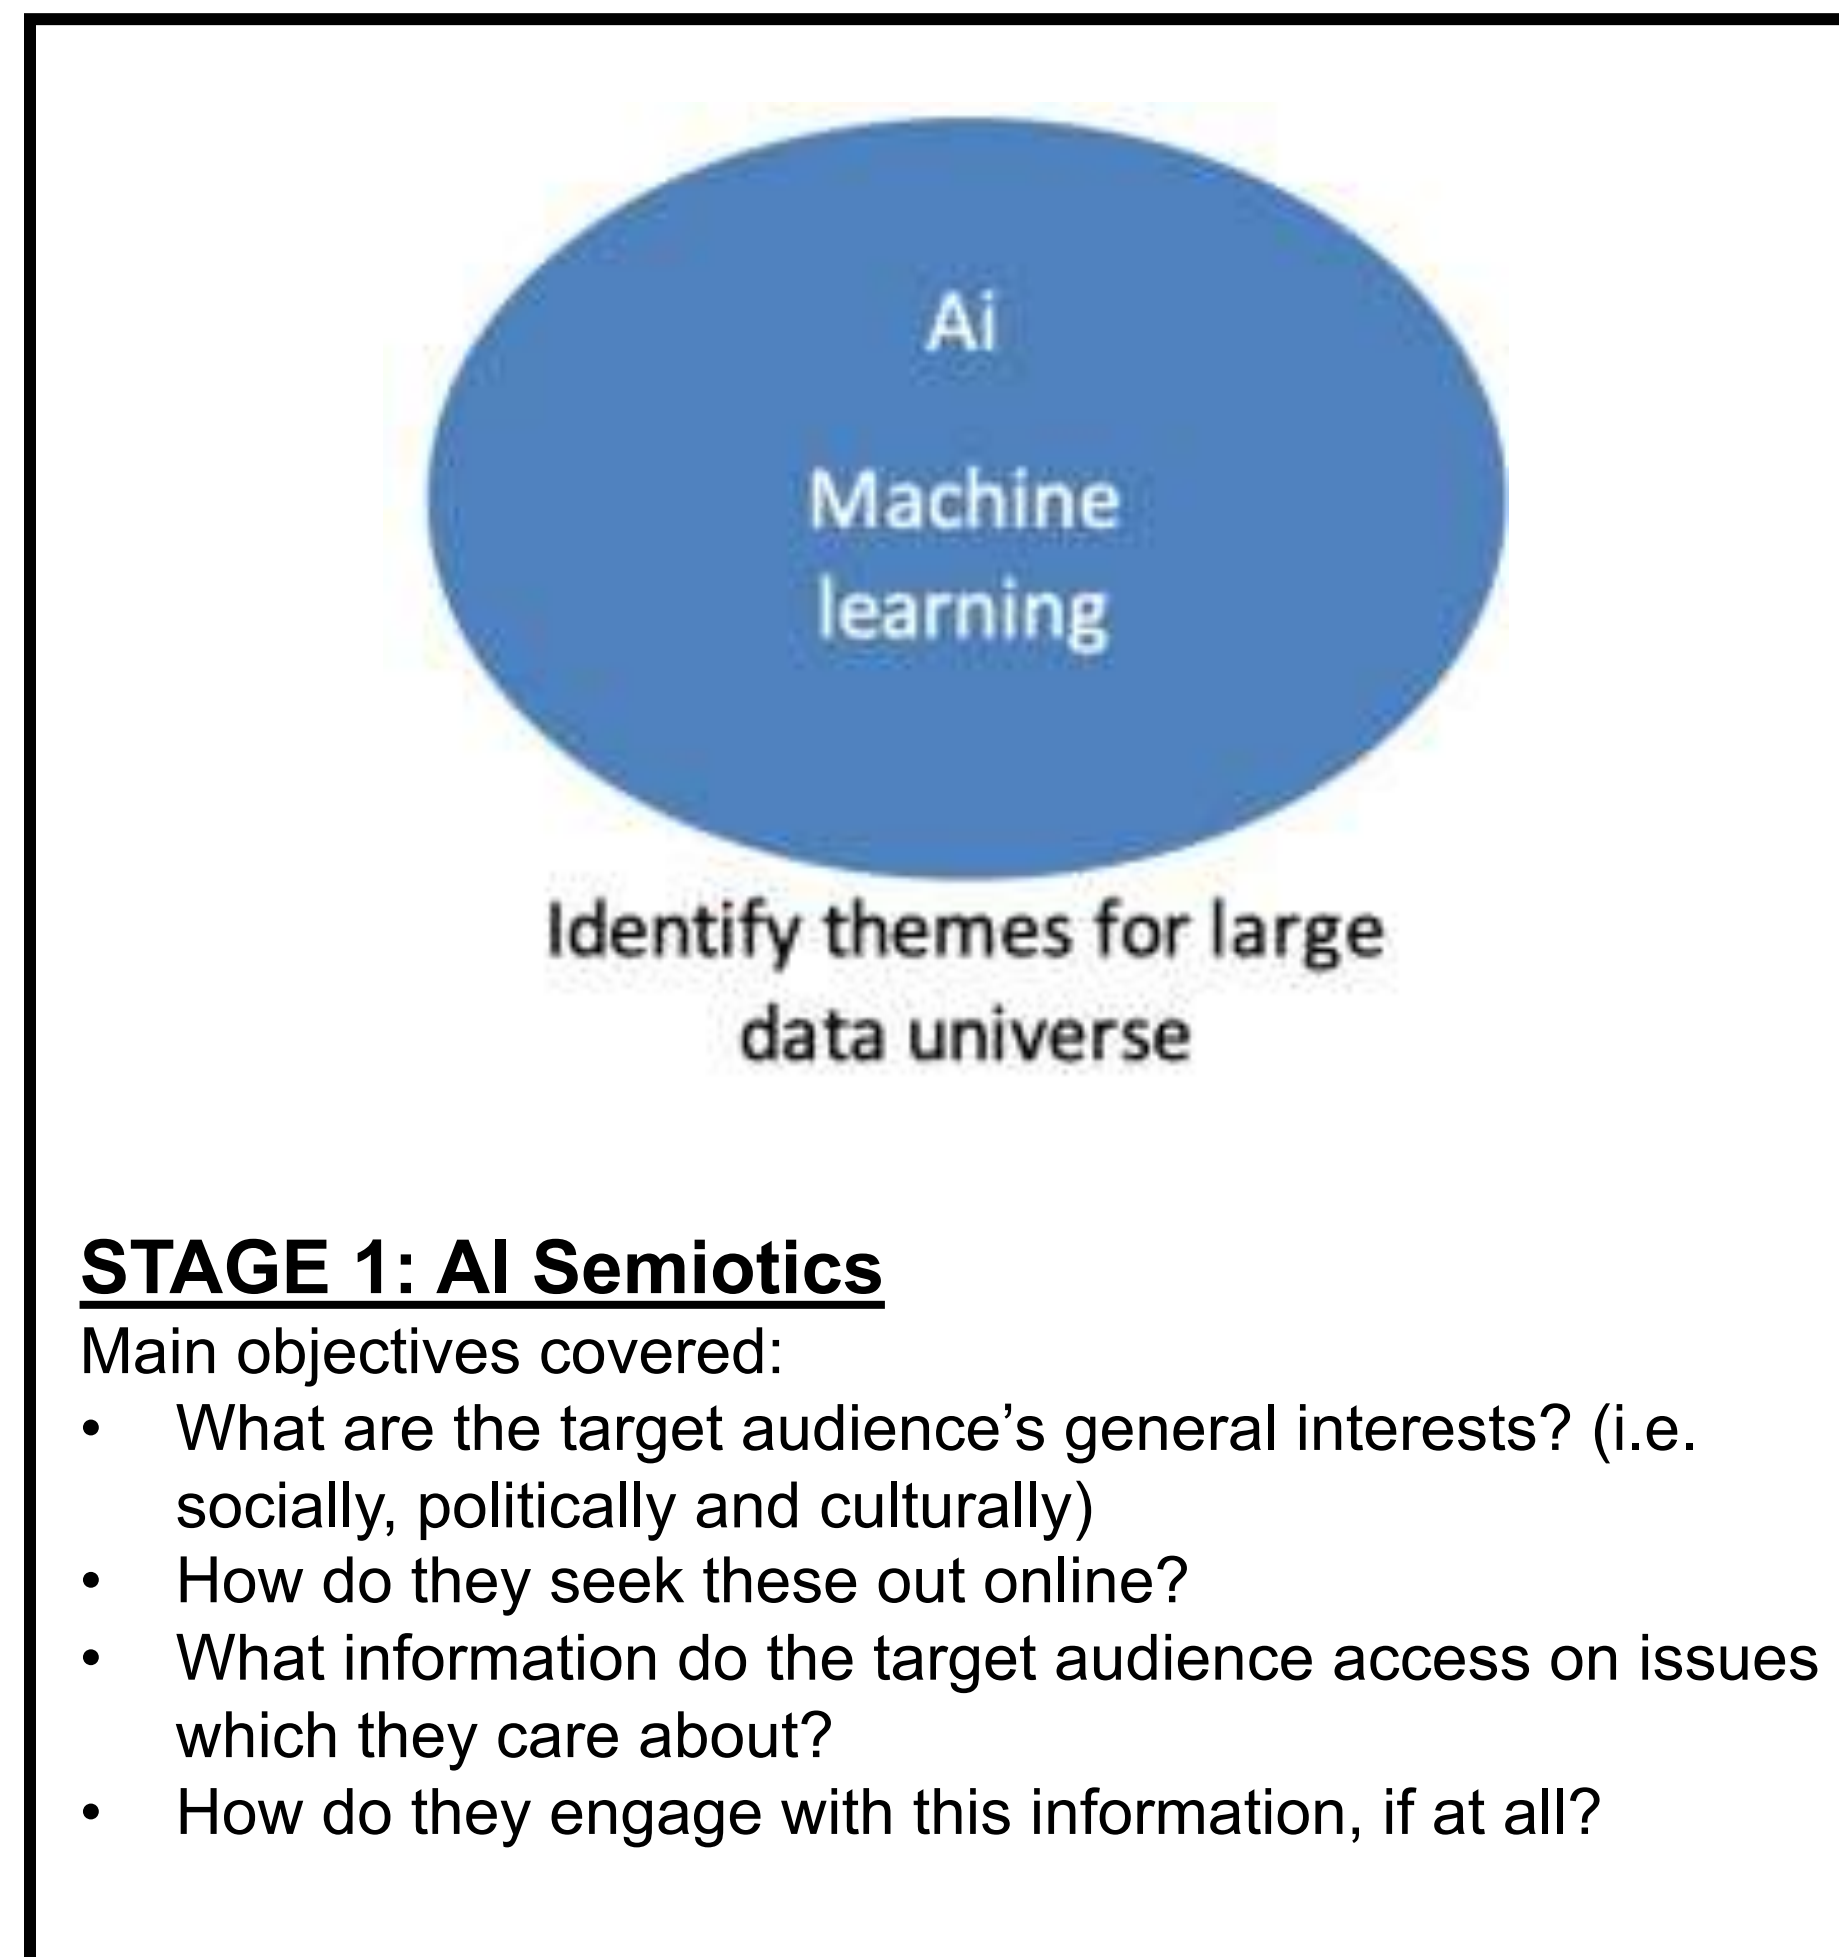 Ai
Machine
learning
Identify themes for large
data universe
STAGE 1: AI Semiotics
Main objectives covered:
• What are the target audience’s general interests? (i.e.
socially, politically and culturally)
• How do they seek these out online?
• What information do the target audience access on issues
which they care about?
• How do they engage with this information, if at all?